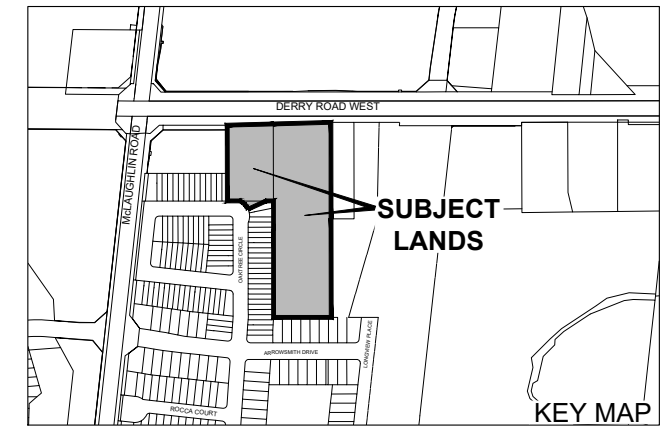 DERRY ROAD WEST
McLAUGHLIN ROAD
SUBJECT
LANDS
OAKTREE CIRCLE
ARROWSMITH DRIVE
LONGVIEW PLACE
ROCCA COURT
KEY MAP